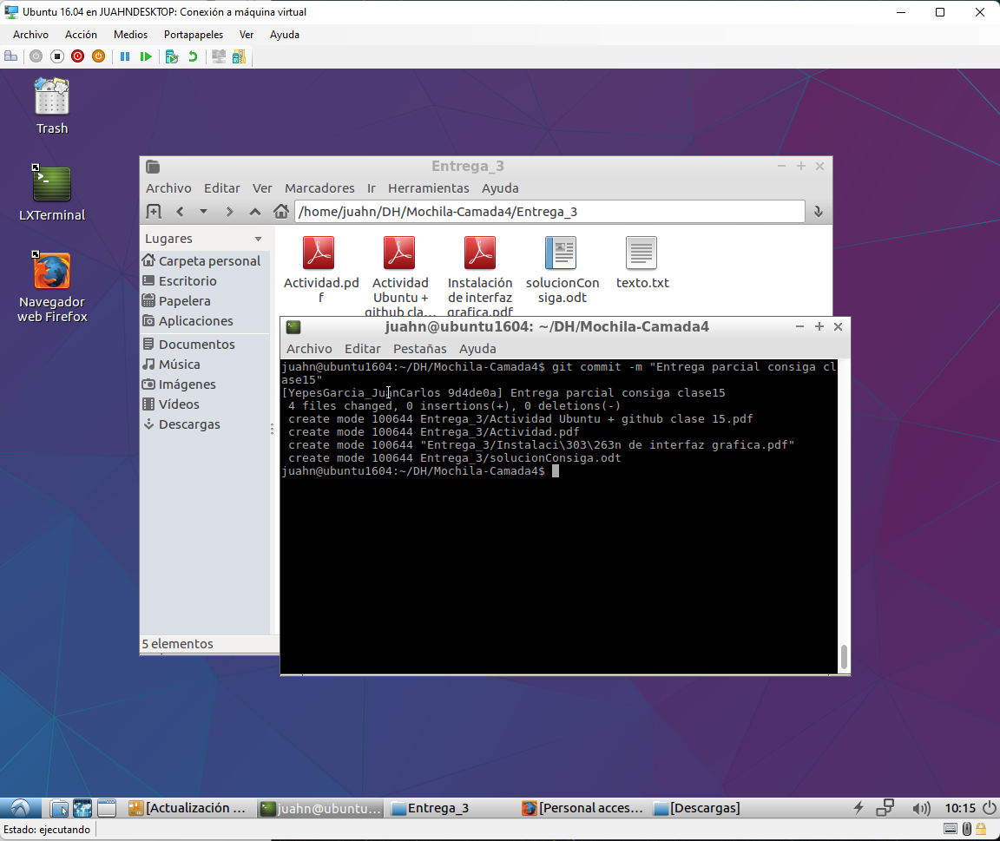 Ubuntu 16.04 en JUAHNDESKTOP: Conexión a máquina virtual
Archivo Acción Medios Portapapeles Ver Ayuda
Trash
LXTerminal
Navegador
web Firefox
Entrega_3
Archivo Editar Ver Marcadores Ir Herramientas Ayuda
/home/juahn/DH/Mochila-Camada4/Entrega_3
Lugares
Carpeta personal
Escritorio
Papelera
Aplicaciones
Documentos
Música
Imágenes
Vídeos
Descargas
Actividad.pd
f
Actividad
Ubuntu +
github cla...
Instalación
de interfaz
grafica.pdf
solucionCon
siga.odt
texto.txt
5 elementos
juahn@ubuntu1604: ~/DH/Mochila-Camada4
Archivo Editar Pestañas Ayuda
juahn@ubuntu1604:~/DH/Mochila-Camada4$ git commit -m "Entrega parcial consiga cl
ase15"
[YepesGarcia_JuanCarlos 9d4de0a] Entrega parcial consiga clase15
4 files changed, 0 insertions(+), 0 deletions(-)
create mode 100644 Entrega_3/Actividad Ubuntu + github clase 15.pdf
create mode 100644 Entrega_3/Actividad.pdf
create mode 100644 "Entrega_3/Instalaci\303\263n de interfaz grafica.pdf"
create mode 100644 Entrega_3/solucionConsiga.odt
juahn@ubuntu1604:~/DH/Mochila-Camada4$
[Actualización ... juahn@ubuntu... Entrega_3 [Personal acces... [Descargas] 10:15
Estado: ejecutando